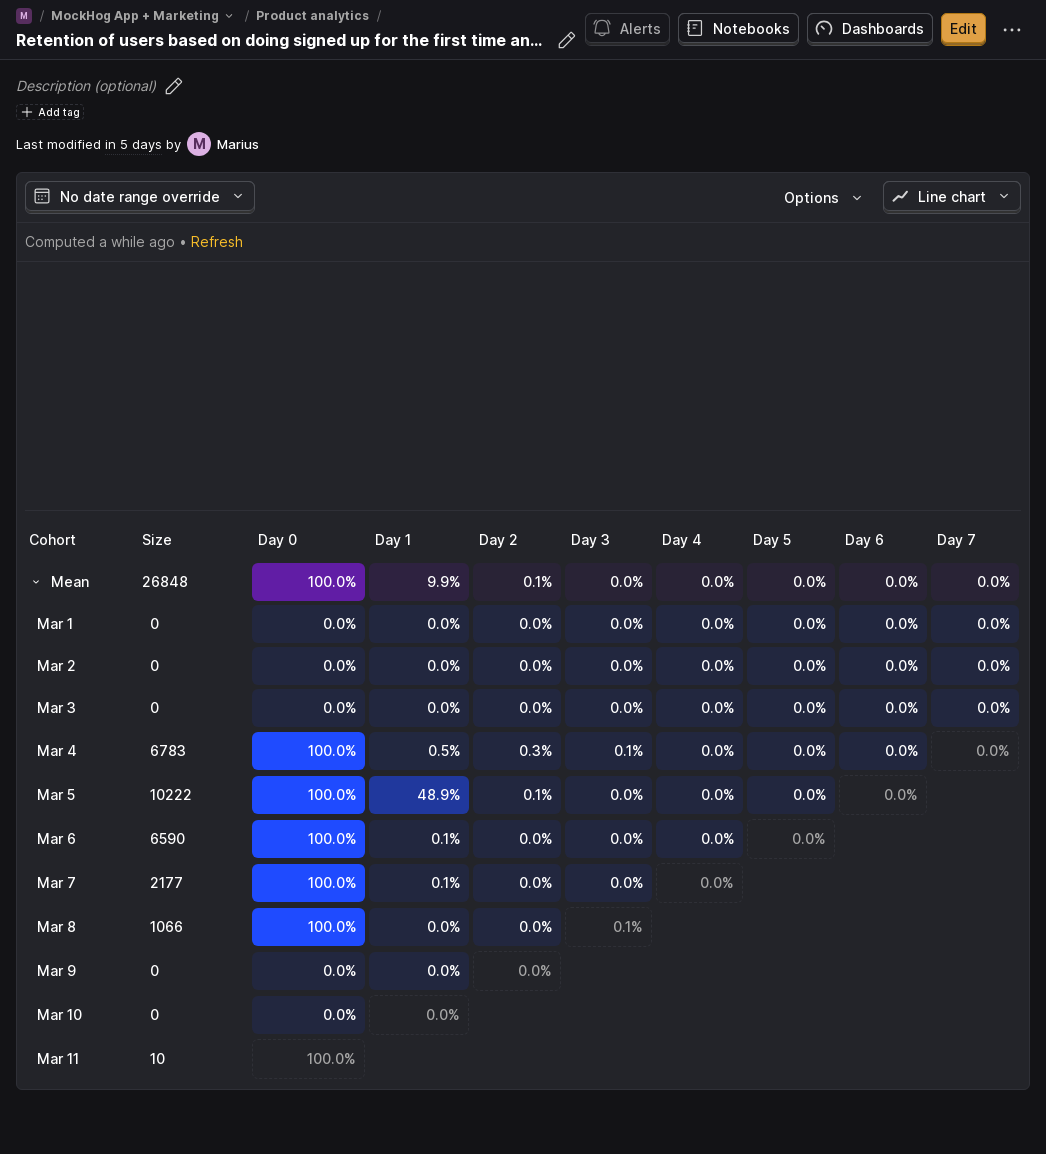 M / MockHog App + Marketing / Product analytics /
Retention of users based on doing signed up for the first time an...
Alerts
Notebooks
Dashboards
Edit
Description (optional)
Add tag
Last modified in 5 days by M Marius
No date range override
Options
Line chart
Computed a while ago • Refresh
Cohort Size Day 0 Day 1 Day 2 Day 3 Day 4 Day 5 Day 6 Day 7
Mean 26848 100.0% 9.9% 0.1% 0.0% 0.0% 0.0% 0.0% 0.0%
Mar 1 0 0.0% 0.0% 0.0% 0.0% 0.0% 0.0% 0.0% 0.0%
Mar 2 0 0.0% 0.0% 0.0% 0.0% 0.0% 0.0% 0.0% 0.0%
Mar 3 0 0.0% 0.0% 0.0% 0.0% 0.0% 0.0% 0.0% 0.0%
Mar 4 6783 100.0% 0.5% 0.3% 0.1% 0.0% 0.0% 0.0% 0.0%
Mar 5 10222 100.0% 48.9% 0.1% 0.0% 0.0% 0.0% 0.0%
Mar 6 6590 100.0% 0.1% 0.0% 0.0% 0.0% 0.0%
Mar 7 2177 100.0% 0.1% 0.0% 0.0% 0.0%
Mar 8 1066 100.0% 0.0% 0.0% 0.1%
Mar 9 0 0.0% 0.0% 0.0%
Mar 10 0 0.0% 0.0%
Mar 11 10 100.0%